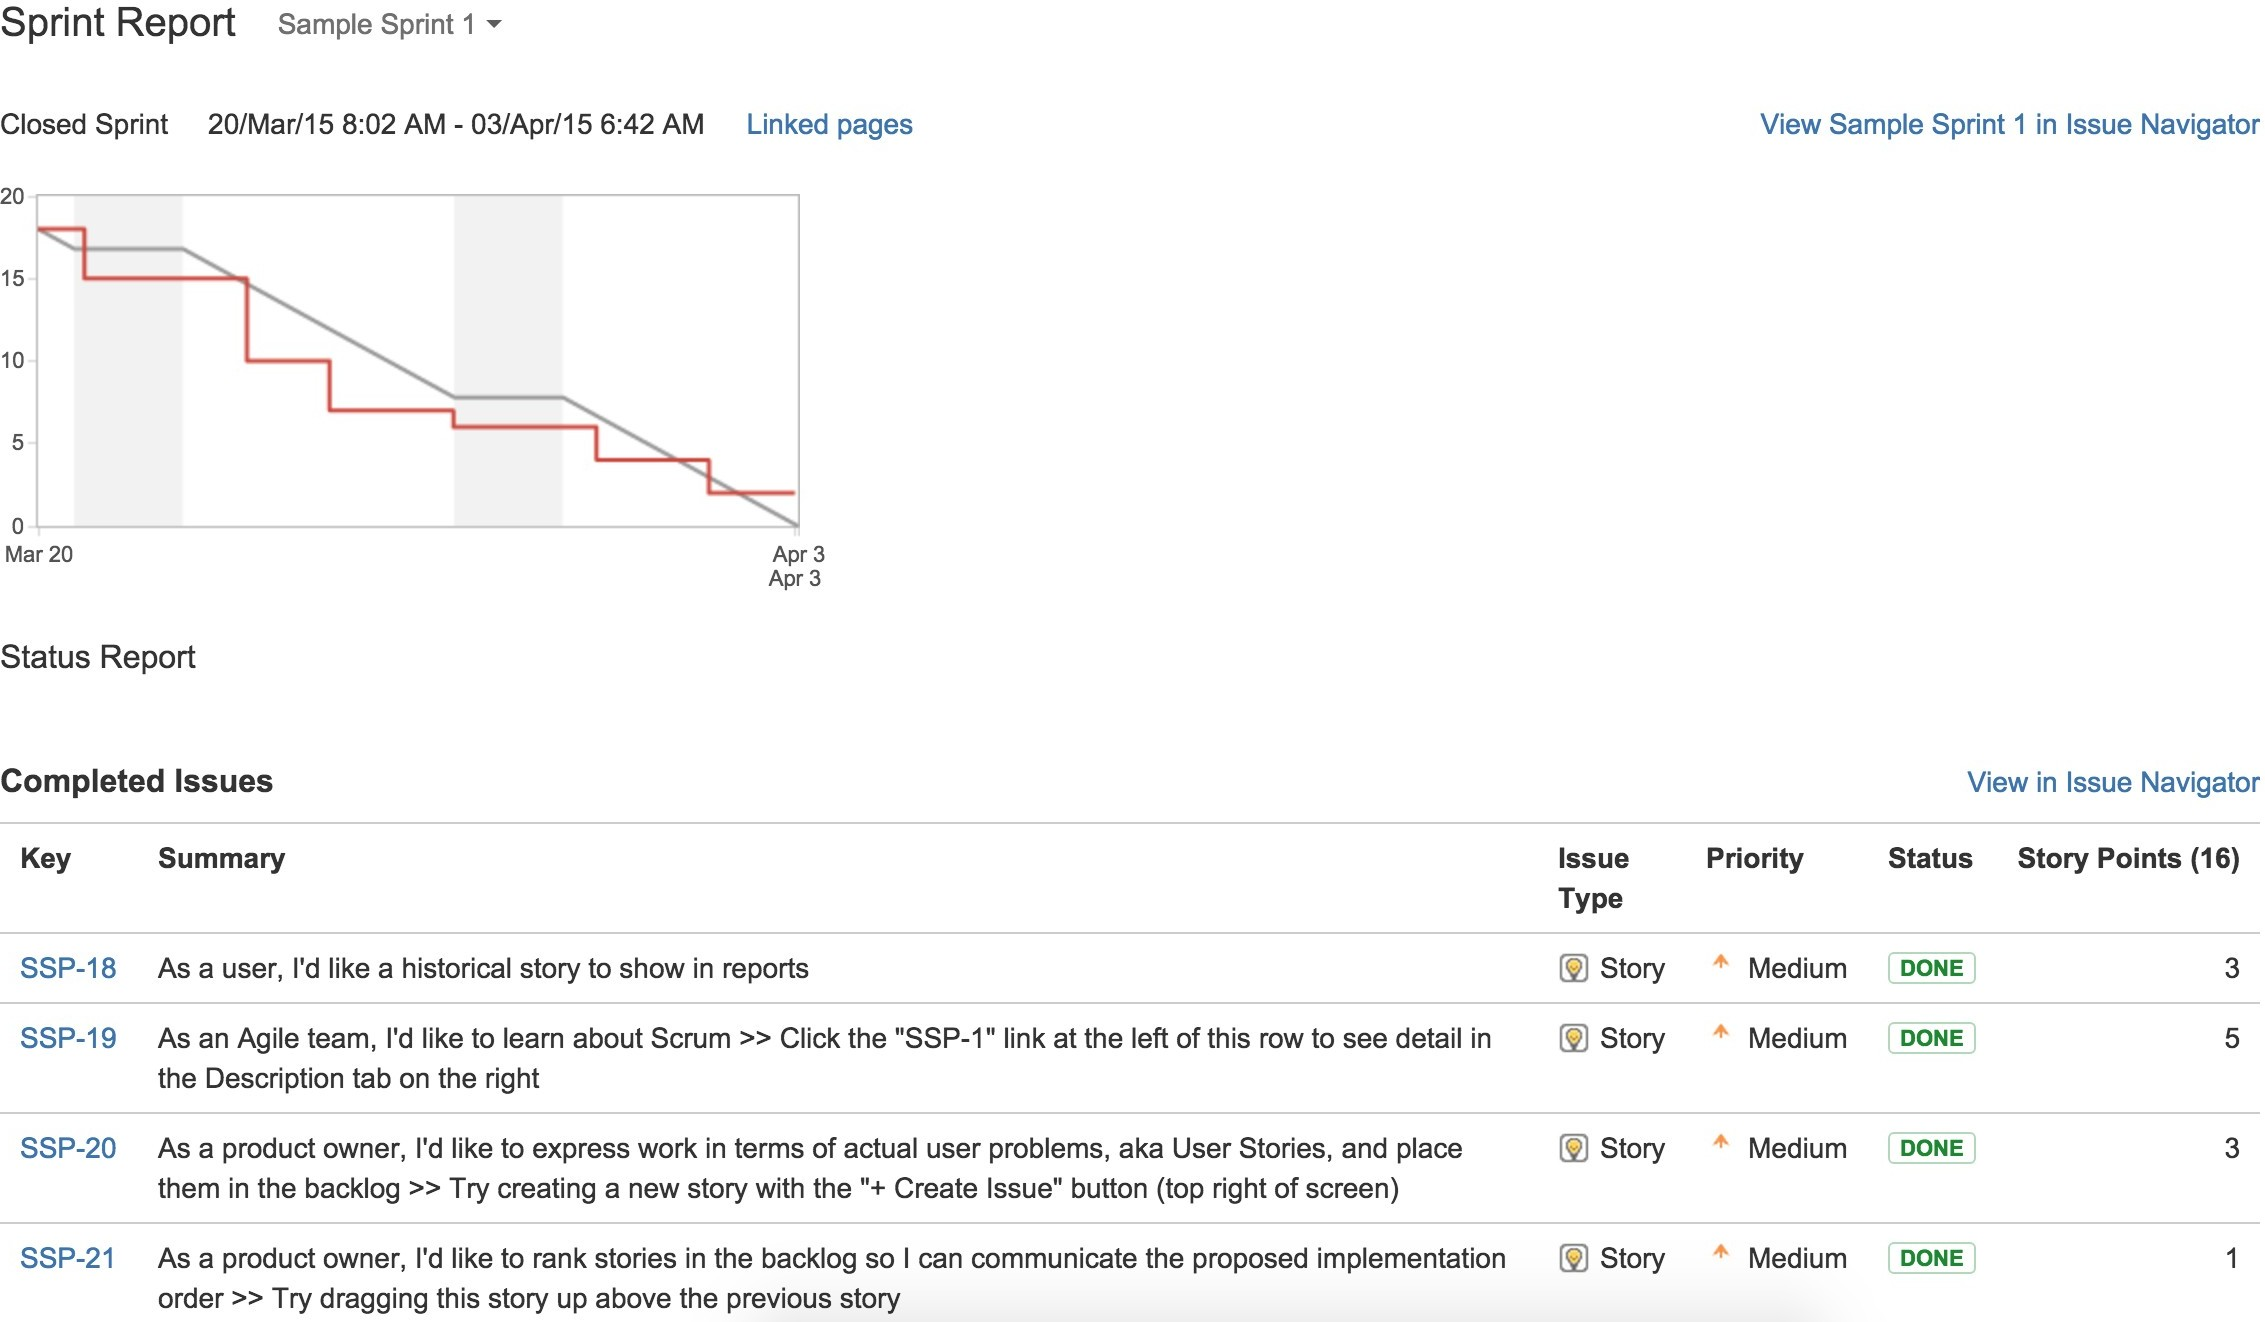 Sprint Report Sample Sprint 1
Closed Sprint 20/Mar/15 8:02 AM - 03/Apr/15 6:42 AM Linked pages View Sample Sprint 1 in Issue Navigator
20
15
10
5
0
Mar 20 Apr 3
Apr 3
Status Report
Completed Issues View in Issue Navigator
Key Summary Issue Type Priority Status Story Points (16)
SSP-18 As a user, I'd like a historical story to show in reports Story Medium DONE 3
SSP-19 As an Agile team, I'd like to learn about Scrum >> Click the "SSP-1" link at the left of this row to see detail in Story Medium DONE 5
the Description tab on the right
SSP-20 As a product owner, I'd like to express work in terms of actual user problems, aka User Stories, and place Story Medium DONE 3
them in the backlog >> Try creating a new story with the "+ Create Issue" button (top right of screen)
SSP-21 As a product owner, I'd like to rank stories in the backlog so I can communicate the proposed implementation Story Medium DONE 1
order >> Try dragging this story up above the previous story